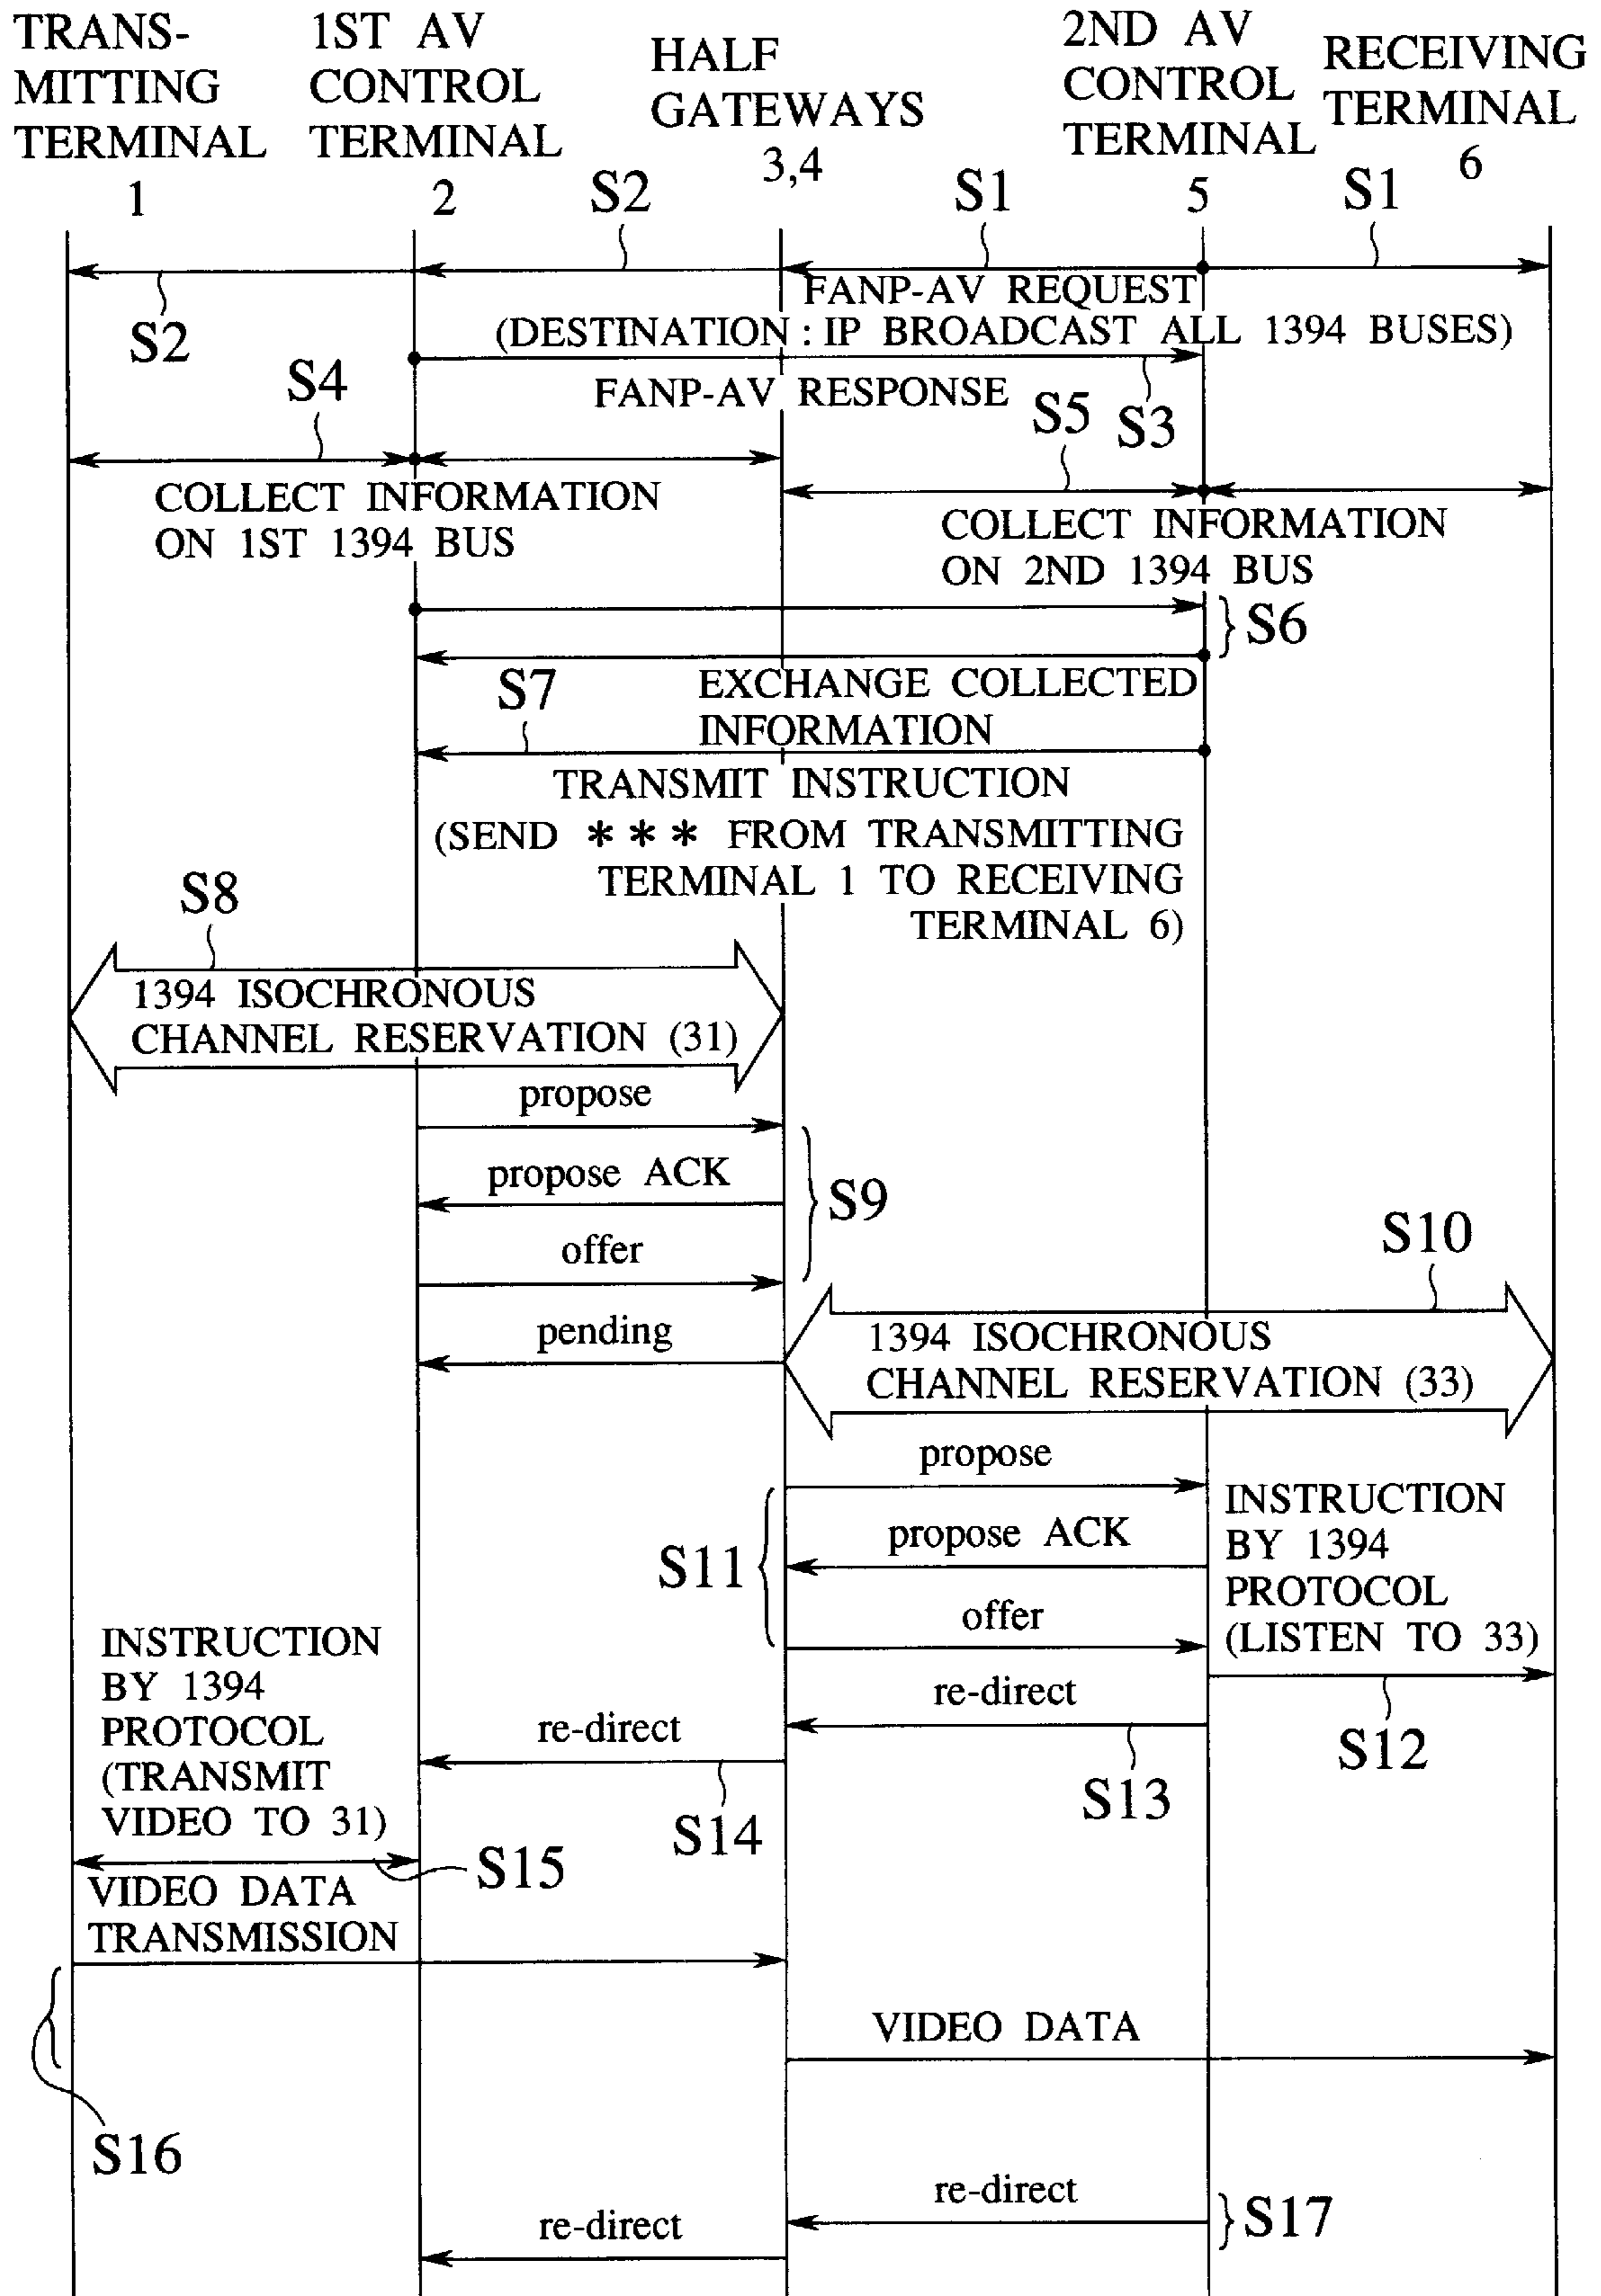 TRANS-
MITTING
TERMINAL
1
1ST AV
CONTROL
TERMINAL
2
HALF
GATEWAYS
3,4
2ND AV
CONTROL
TERMINAL
5
RECEIVING
TERMINAL
6
S2
S1
S1
S2
FANP-AV REQUEST
(DESTINATION : IP BROADCAST ALL 1394 BUSES)
S3
FANP-AV RESPONSE
S4
COLLECT INFORMATION
ON 1ST 1394 BUS
S5
COLLECT INFORMATION
ON 2ND 1394 BUS
S6
EXCHANGE COLLECTED
INFORMATION
S7
TRANSMIT INSTRUCTION
(SEND * * * FROM TRANSMITTING
TERMINAL 1 TO RECEIVING
TERMINAL 6)
S8
1394 ISOCHRONOUS
CHANNEL RESERVATION (31)
propose
propose ACK
offer
S9
pending
S10
1394 ISOCHRONOUS
CHANNEL RESERVATION (33)
propose
propose ACK
offer
S11
INSTRUCTION
BY 1394
PROTOCOL
(LISTEN TO 33)
S12
re-direct
S13
re-direct
S14
INSTRUCTION
BY 1394
PROTOCOL
(TRANSMIT
VIDEO TO 31)
S15
VIDEO DATA
TRANSMISSION
VIDEO DATA
S16
re-direct
re-direct
S17